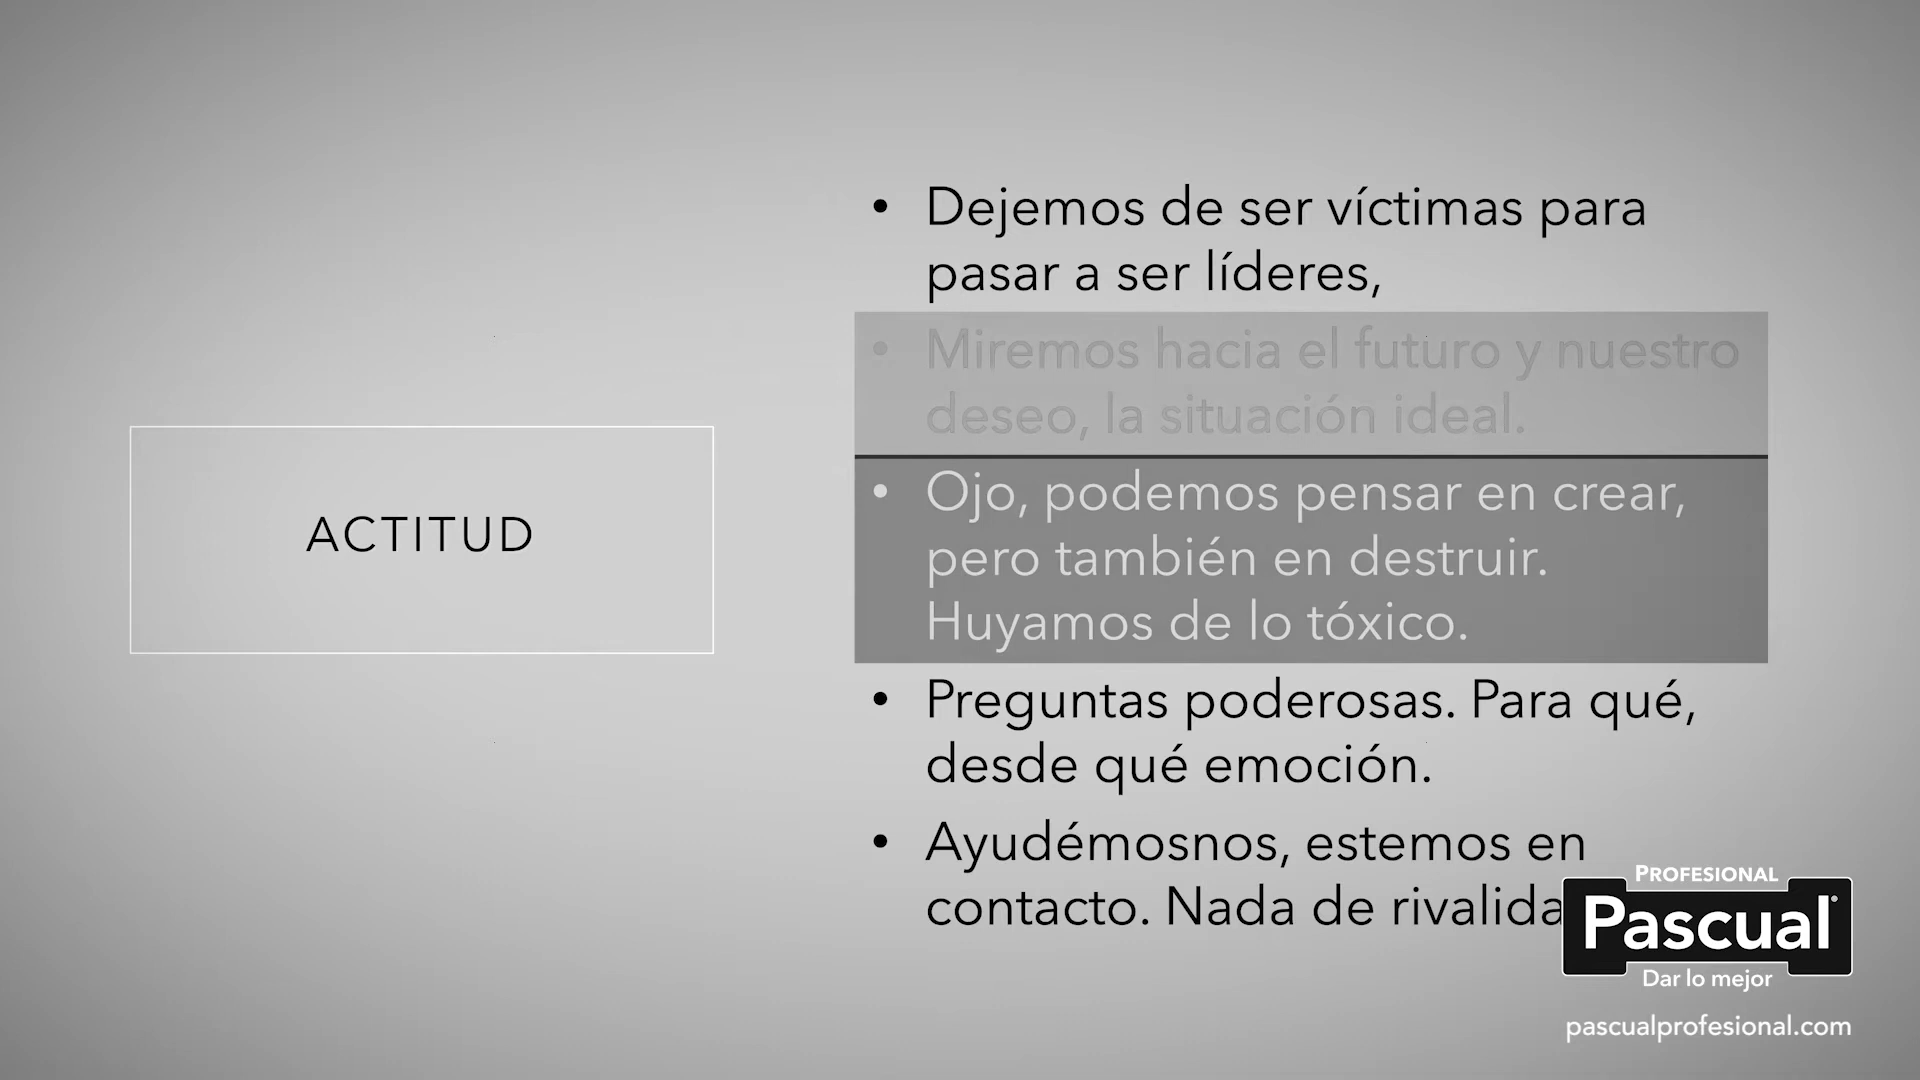 ACTITUD
• Dejemos de ser víctimas para
pasar a ser líderes,
• Miremos hacia el futuro y nuestro
deseo, la situación ideal.
• Ojo, podemos pensar en crear,
pero también en destruir.
Huyamos de lo tóxico.
• Preguntas poderosas. Para qué,
desde qué emoción.
• Ayudémosnos, estemos en
contacto. Nada de rivalida
PROFESIONAL
Pascual®
Dar lo mejor
pascualprofesional.com